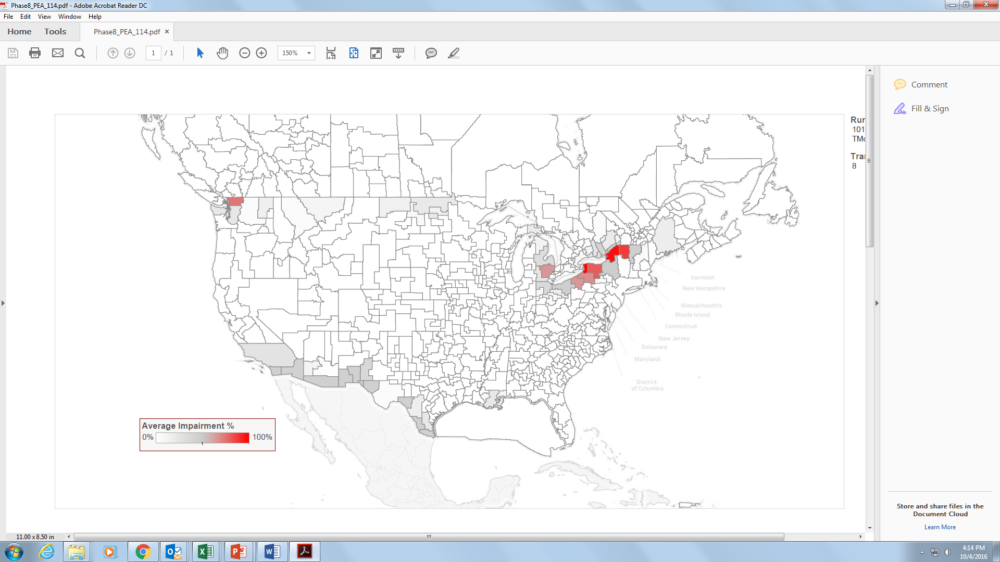 Phase8_PEA_114.pdf - Adobe Acrobat Reader DC
File Edit View Window Help
Home Tools Phase8_PEA_114.pdf ×
1 / 1 150%
Comment
Fill & Sign
Rur
101
TMo
Tra
8
Vermont
New Hampshire
Massachusetts
Rhode Island
Connecticut
New Jersey
Delaware
Maryland
District
of Columbia
Average Impairment %
0% 100%
Store and share files in the
Document Cloud
Learn More
11.00 x 8.50 in
4:14 PM
10/4/2016